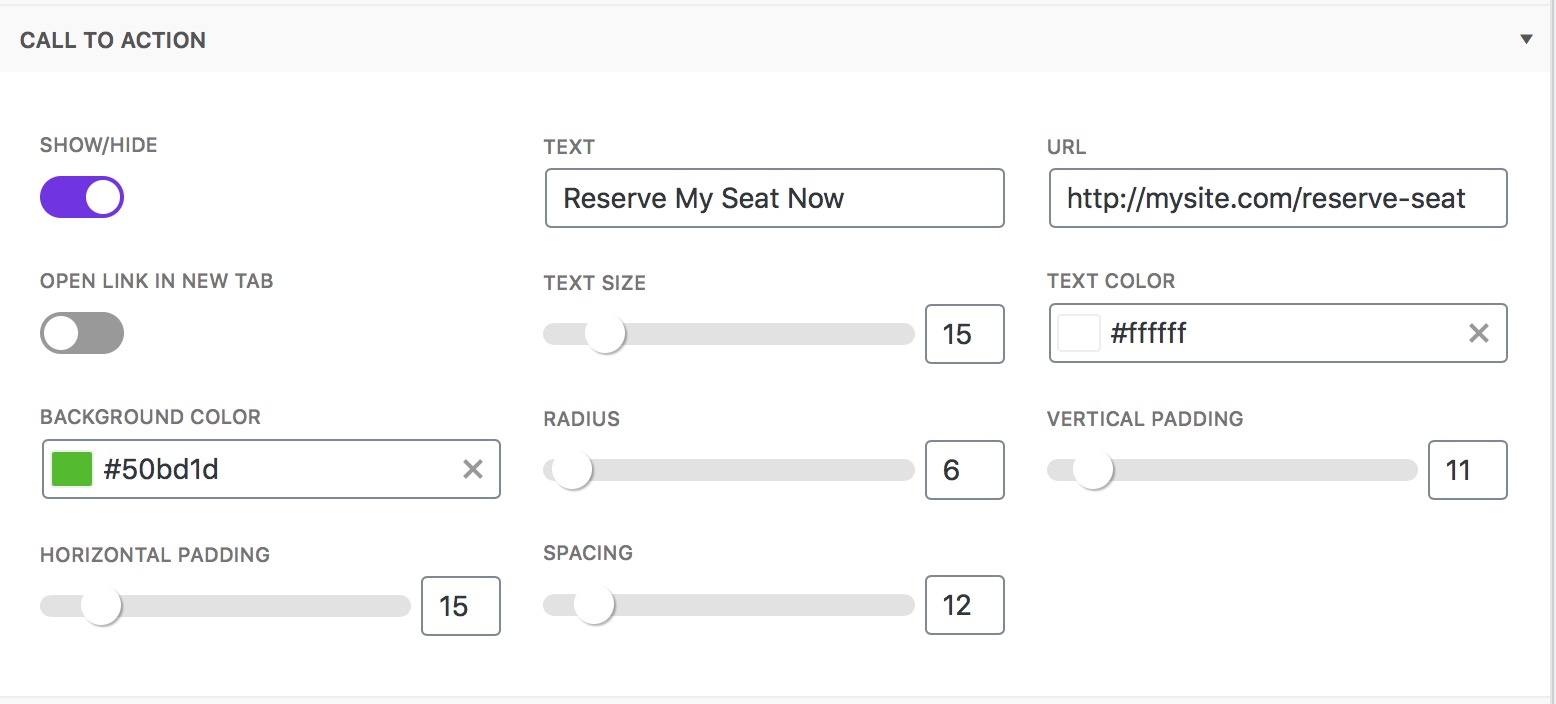 CALL TO ACTION
SHOW/HIDE
TEXT
Reserve My Seat Now
URL
http://mysite.com/reserve-seat
OPEN LINK IN NEW TAB
TEXT SIZE
15
TEXT COLOR
#ffffff
BACKGROUND COLOR
#50bd1d
RADIUS
6
VERTICAL PADDING
11
HORIZONTAL PADDING
15
SPACING
12